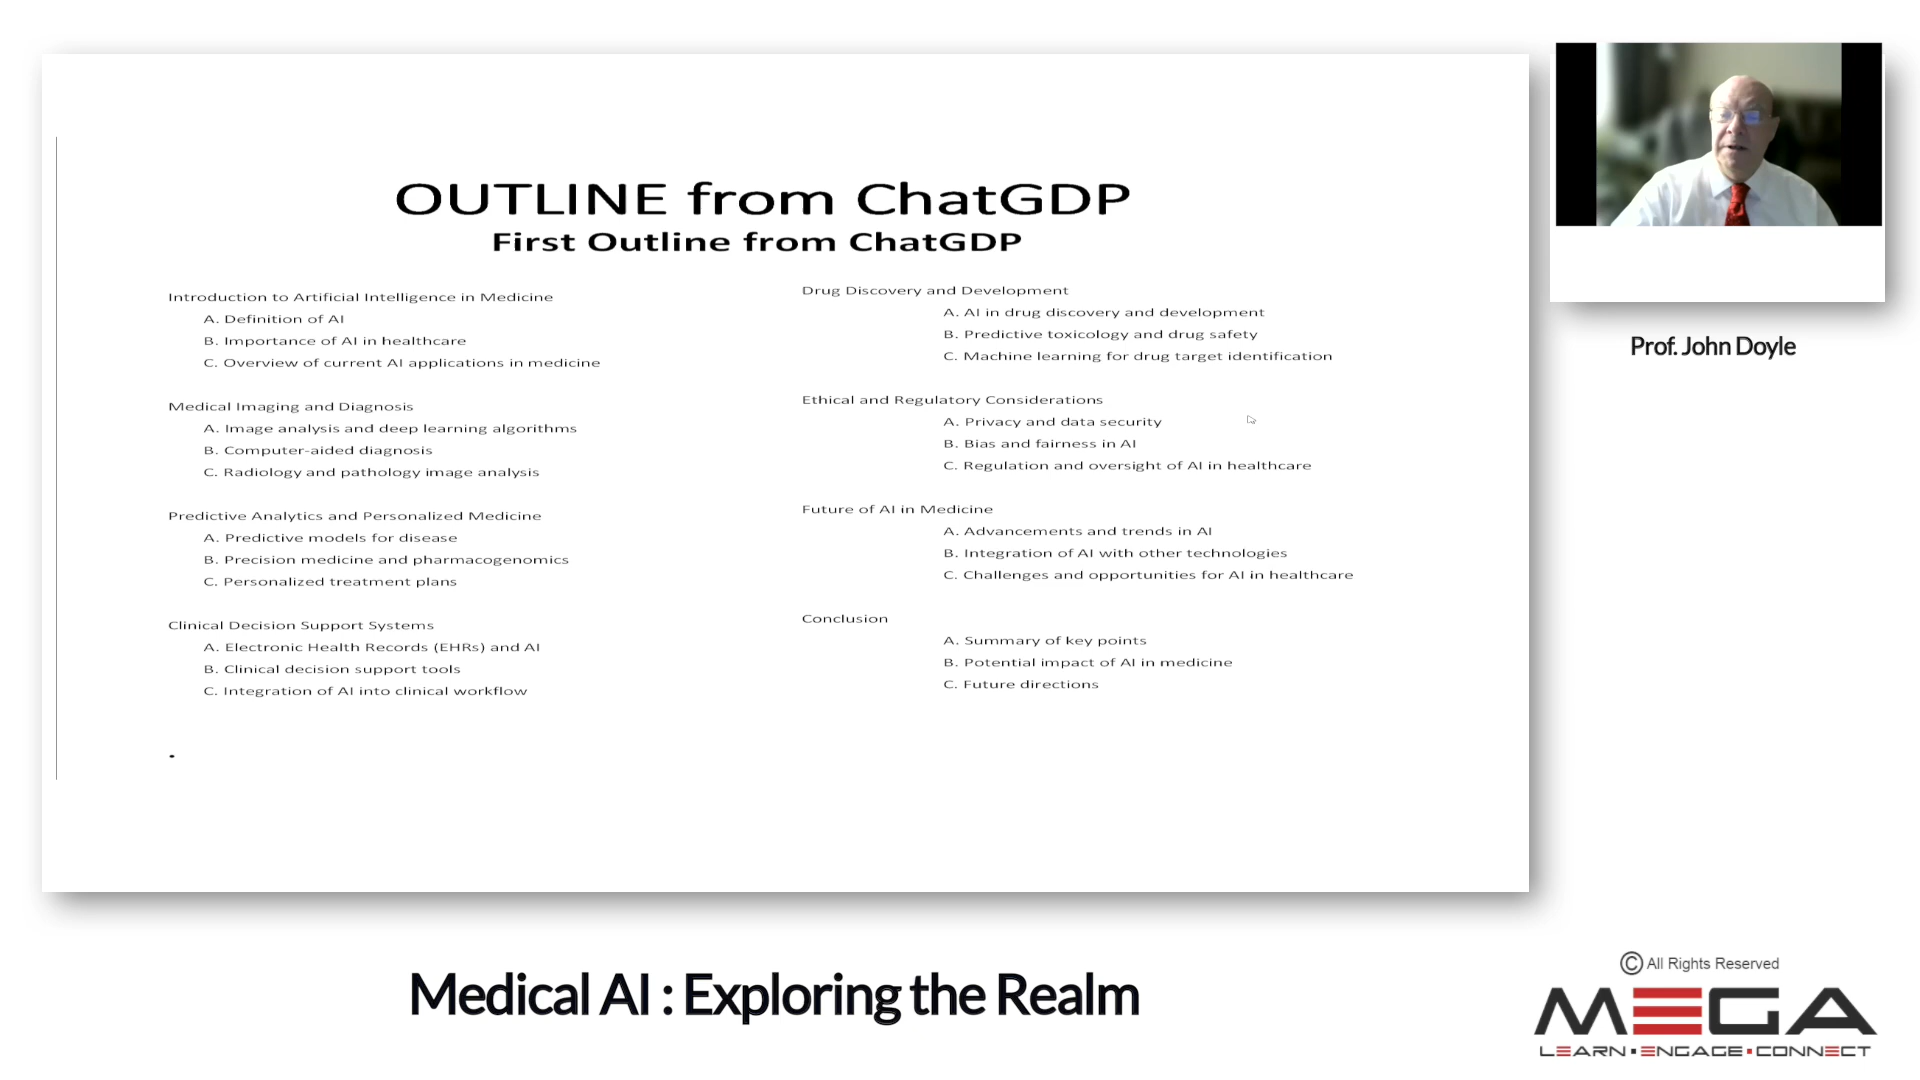 OUTLINE from ChatGDP
First Outline from ChatGDP
Introduction to Artificial Intelligence in Medicine
A. Definition of AI
B. Importance of AI in healthcare
C. Overview of current AI applications in medicine
Medical Imaging and Diagnosis
A. Image analysis and deep learning algorithms
B. Computer-aided diagnosis
C. Radiology and pathology image analysis
Predictive Analytics and Personalized Medicine
A. Predictive models for disease
B. Precision medicine and pharmacogenomics
C. Personalized treatment plans
Clinical Decision Support Systems
A. Electronic Health Records (EHRs) and AI
B. Clinical decision support tools
C. Integration of AI into clinical workflow
Drug Discovery and Development
A. AI in drug discovery and development
B. Predictive toxicology and drug safety
C. Machine learning for drug target identification
Ethical and Regulatory Considerations
A. Privacy and data security
B. Bias and fairness in AI
C. Regulation and oversight of AI in healthcare
Future of AI in Medicine
A. Advancements and trends in AI
B. Integration of AI with other technologies
C. Challenges and opportunities for AI in healthcare
Conclusion
A. Summary of key points
B. Potential impact of AI in medicine
C. Future directions
Prof. John Doyle
Medical AI : Exploring the Realm
© All Rights Reserved
MEGA
LEARN▪ENGAGE▪CONNECT